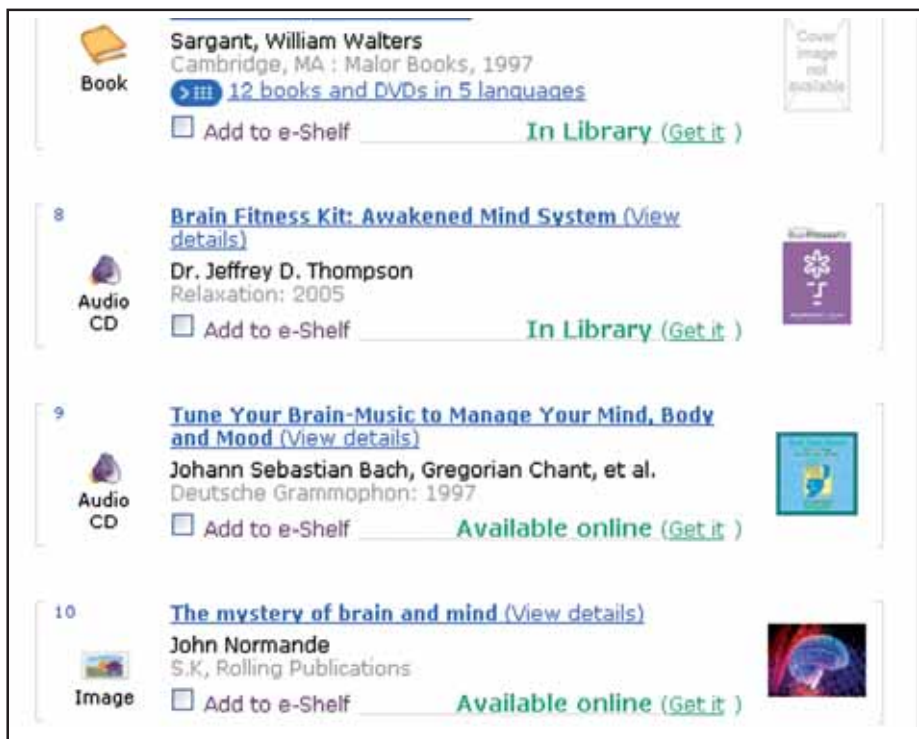 Sargant, William Walters
Cambridge, MA : Malor Books, 1997
Book
12 books and DVDs in 5 languages
Add to e-Shelf In Library (Get it )
Cover
image
not
available
8
Brain Fitness Kit: Awakened Mind System (View
details)
Dr. Jeffrey D. Thompson
Audio
CD
Relaxation: 2005
Add to e-Shelf In Library (Get it )
9
Tune Your Brain-Music to Manage Your Mind, Body
and Mood (View details)
Johann Sebastian Bach, Gregorian Chant, et al.
Audio
CD
Deutsche Grammophon: 1997
Add to e-Shelf Available online (Get it )
10
The mystery of brain and mind (View details)
John Normande
S.K, Rolling Publications
Image
Add to e-Shelf Available online (Get it )